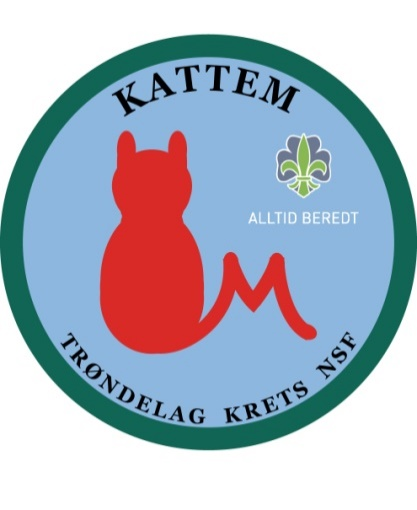 KATTEM
ALLTID BEREDT
M
TRØNDELAG KRETS NSF